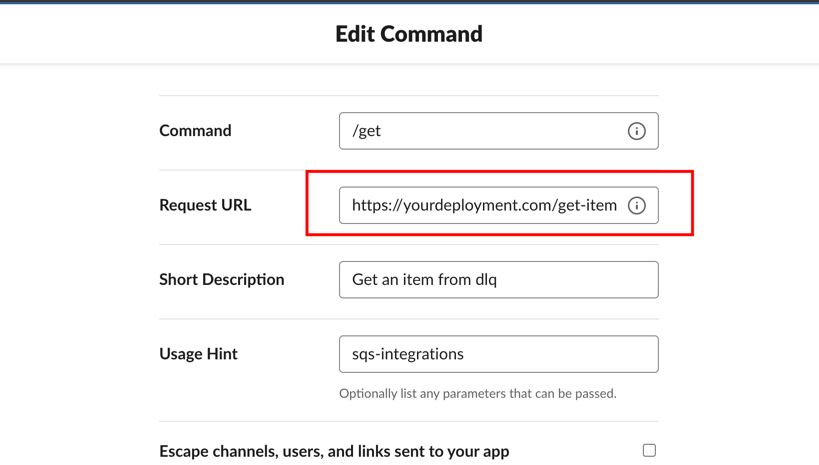 Edit Command
Command
/get
Request URL
https://yourdeployment.com/get-item
Short Description
Get an item from dlq
Usage Hint
sqs-integrations
Optionally list any parameters that can be passed.
Escape channels, users, and links sent to your app